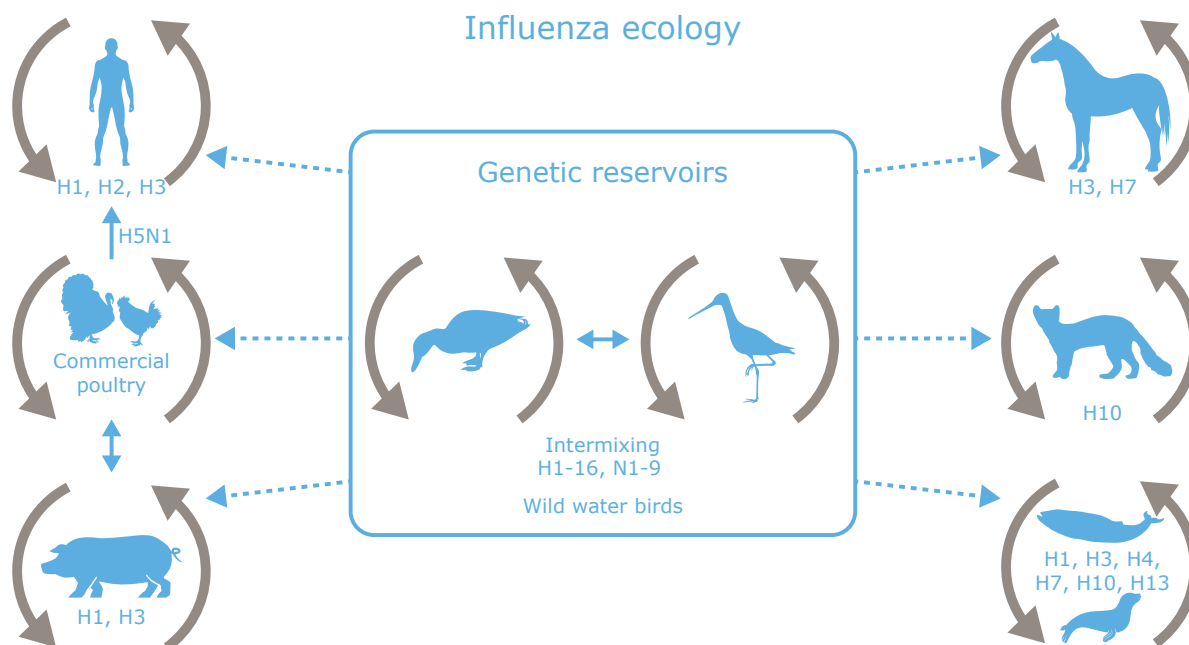 Influenza ecology
H1, H2, H3
H5N1
Commercial
poultry
H1, H3
Genetic reservoirs
Intermixing
H1-16, N1-9
Wild water birds
H3, H7
H10
H1, H3, H4,
H7, H10, H13